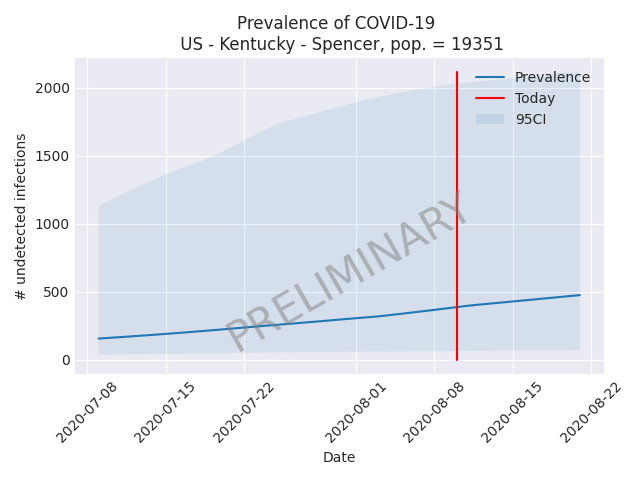 Prevalence of COVID-19
US - Kentucky - Spencer, pop. = 19351
Prevalence
Today
95CI
# undetected infections
2000
1500
1000
500
0
PRELIMINARY
2020-07-08
2020-07-15
2020-07-22
2020-08-01
2020-08-08
2020-08-15
2020-08-22
Date